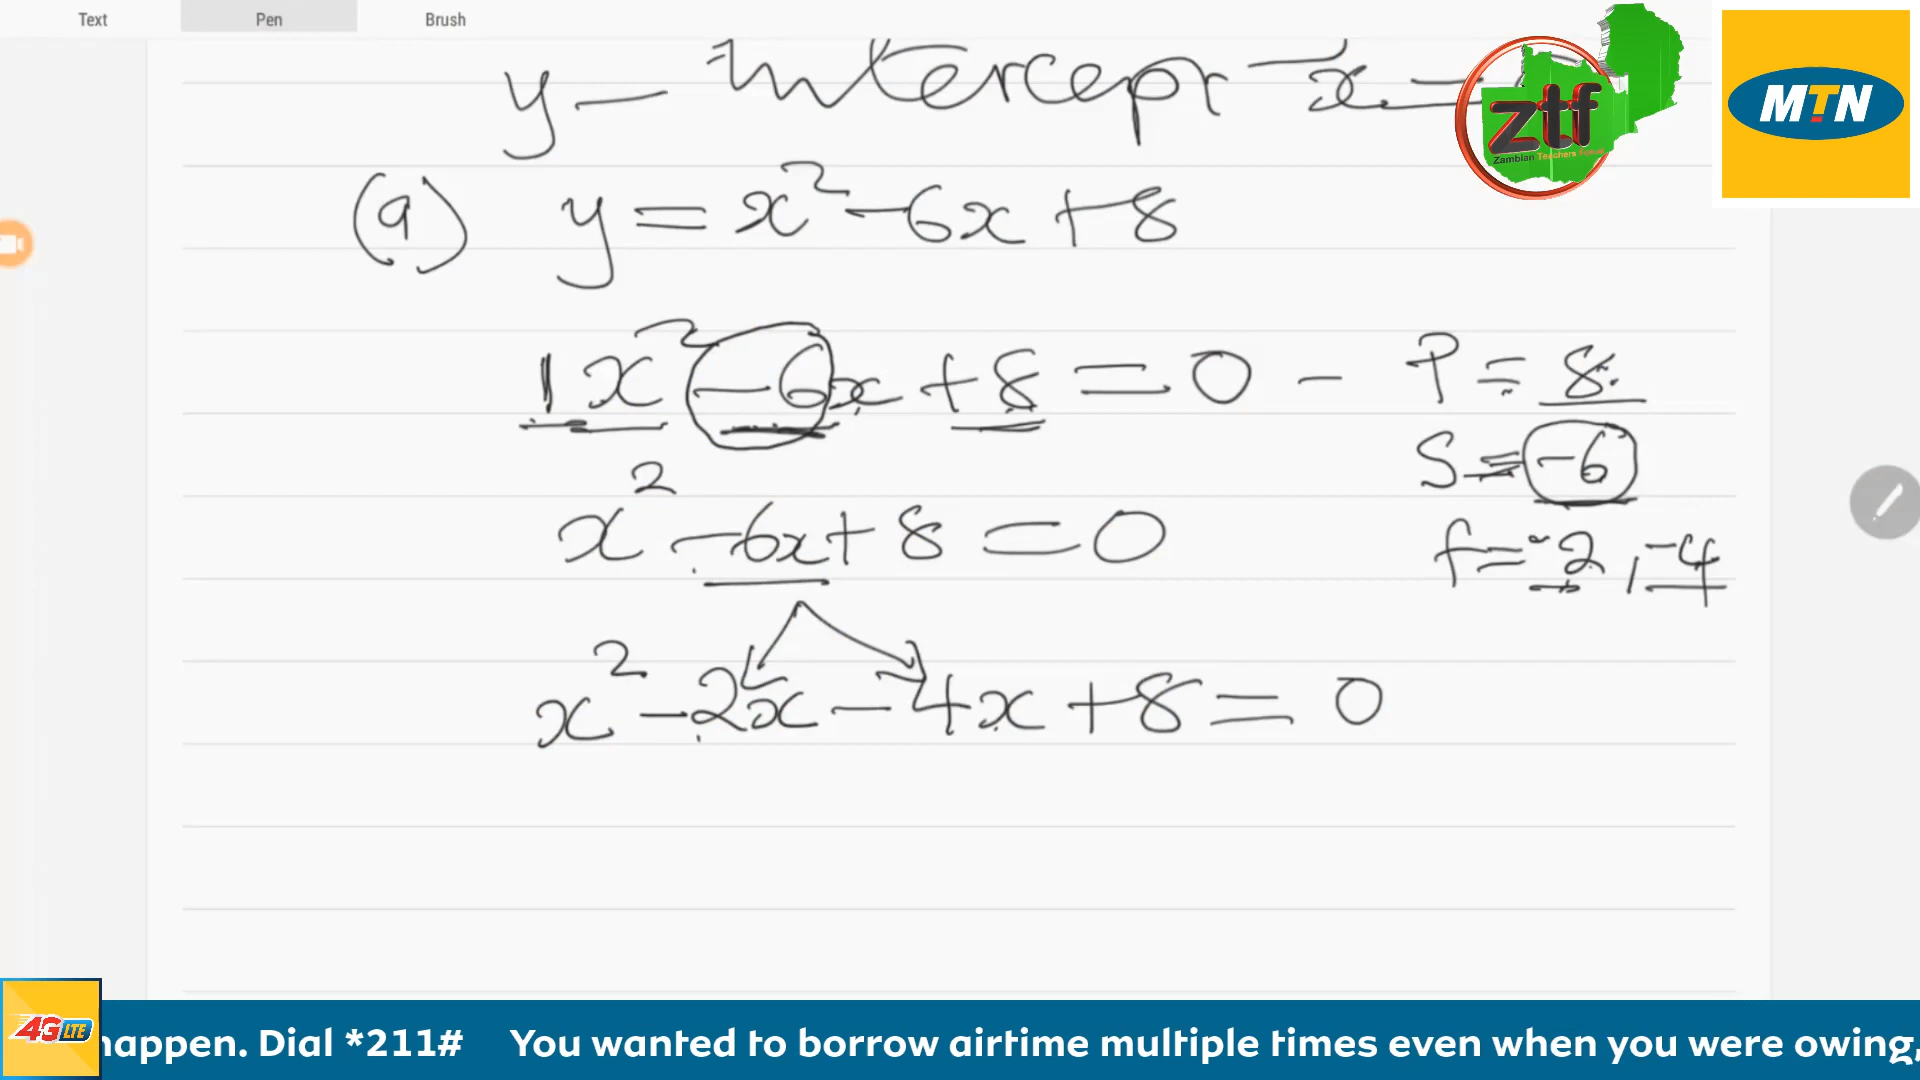 Text Pen Brush
y - Intercept x =
ztf
Zambian Teachers Focus
MTN
(a) y = x² - 6x + 8
1x² - 6x + 8 = 0 - P = 8
S = -6
x² - 6x + 8 = 0
f = -2, -4
x² - 2x - 4x + 8 = 0
4G LTE
happen. Dial *211# You wanted to borrow airtime multiple times even when you were owing,